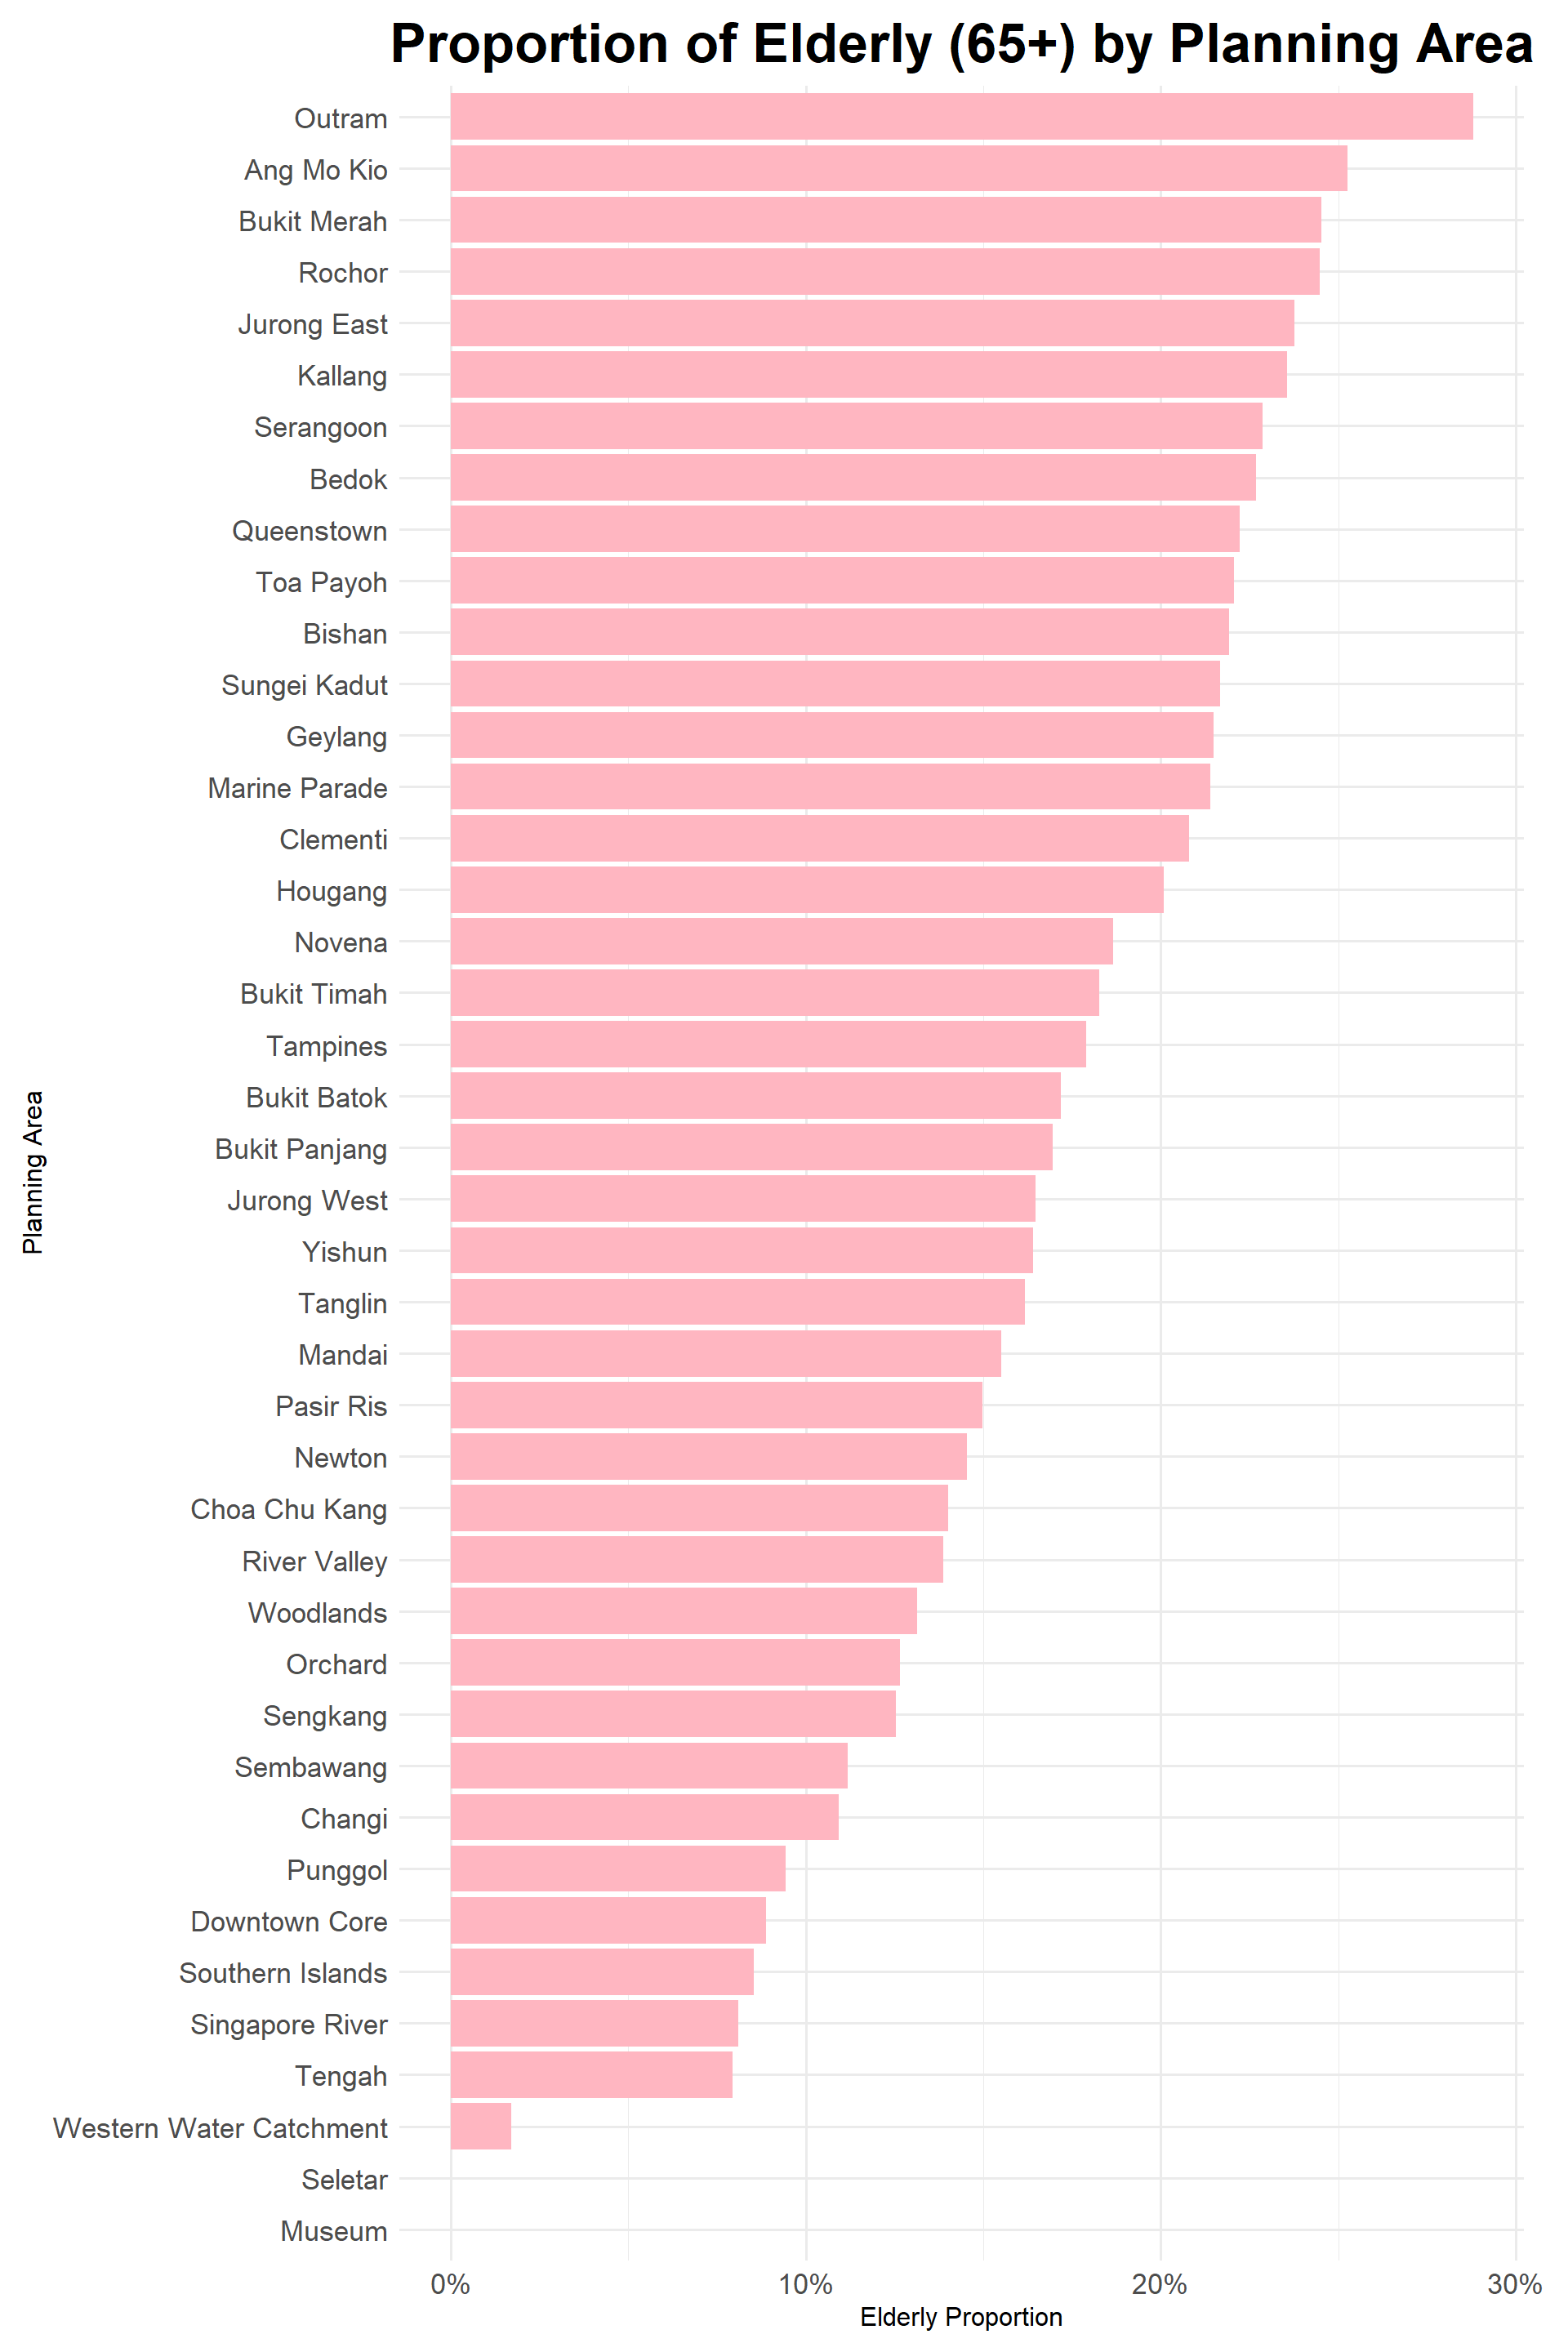 Proportion of Elderly (65+) by Planning Area
Outram
Ang Mo Kio
Bukit Merah
Rochor
Jurong East
Kallang
Serangoon
Bedok
Queenstown
Toa Payoh
Bishan
Sungei Kadut
Geylang
Marine Parade
Clementi
Hougang
Novena
Bukit Timah
Tampines
Bukit Batok
Bukit Panjang
Jurong West
Yishun
Tanglin
Mandai
Pasir Ris
Newton
Choa Chu Kang
River Valley
Woodlands
Orchard
Sengkang
Sembawang
Changi
Punggol
Downtown Core
Southern Islands
Singapore River
Tengah
Western Water Catchment
Seletar
Museum
Planning Area
0% 10% 20% 30%
Elderly Proportion